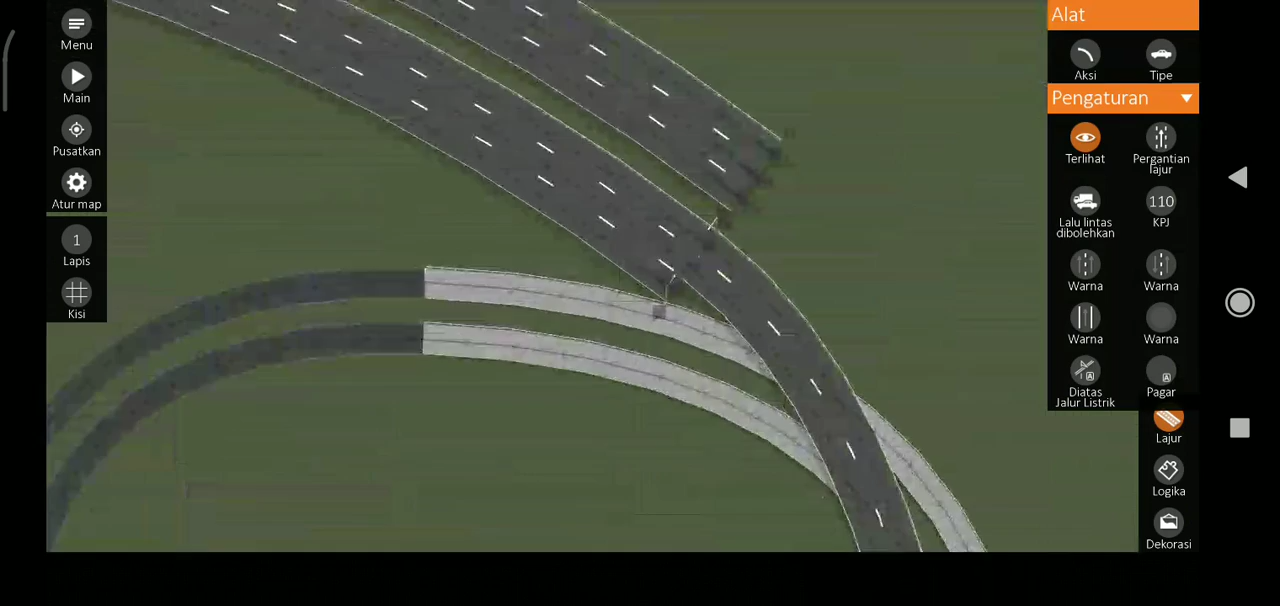 Menu
Main
Pusatkan
Atur map
1
Lapis
Kisi
Alat
Aksi
Tipe
Pengaturan
Terlihat
Pergantian
lajur
Lalu lintas
dibolehkan
110
KPJ
Warna
Warna
Warna
Warna
A
Diatas
Jalur Listrik
A
Pagar
Lajur
Logika
Dekorasi